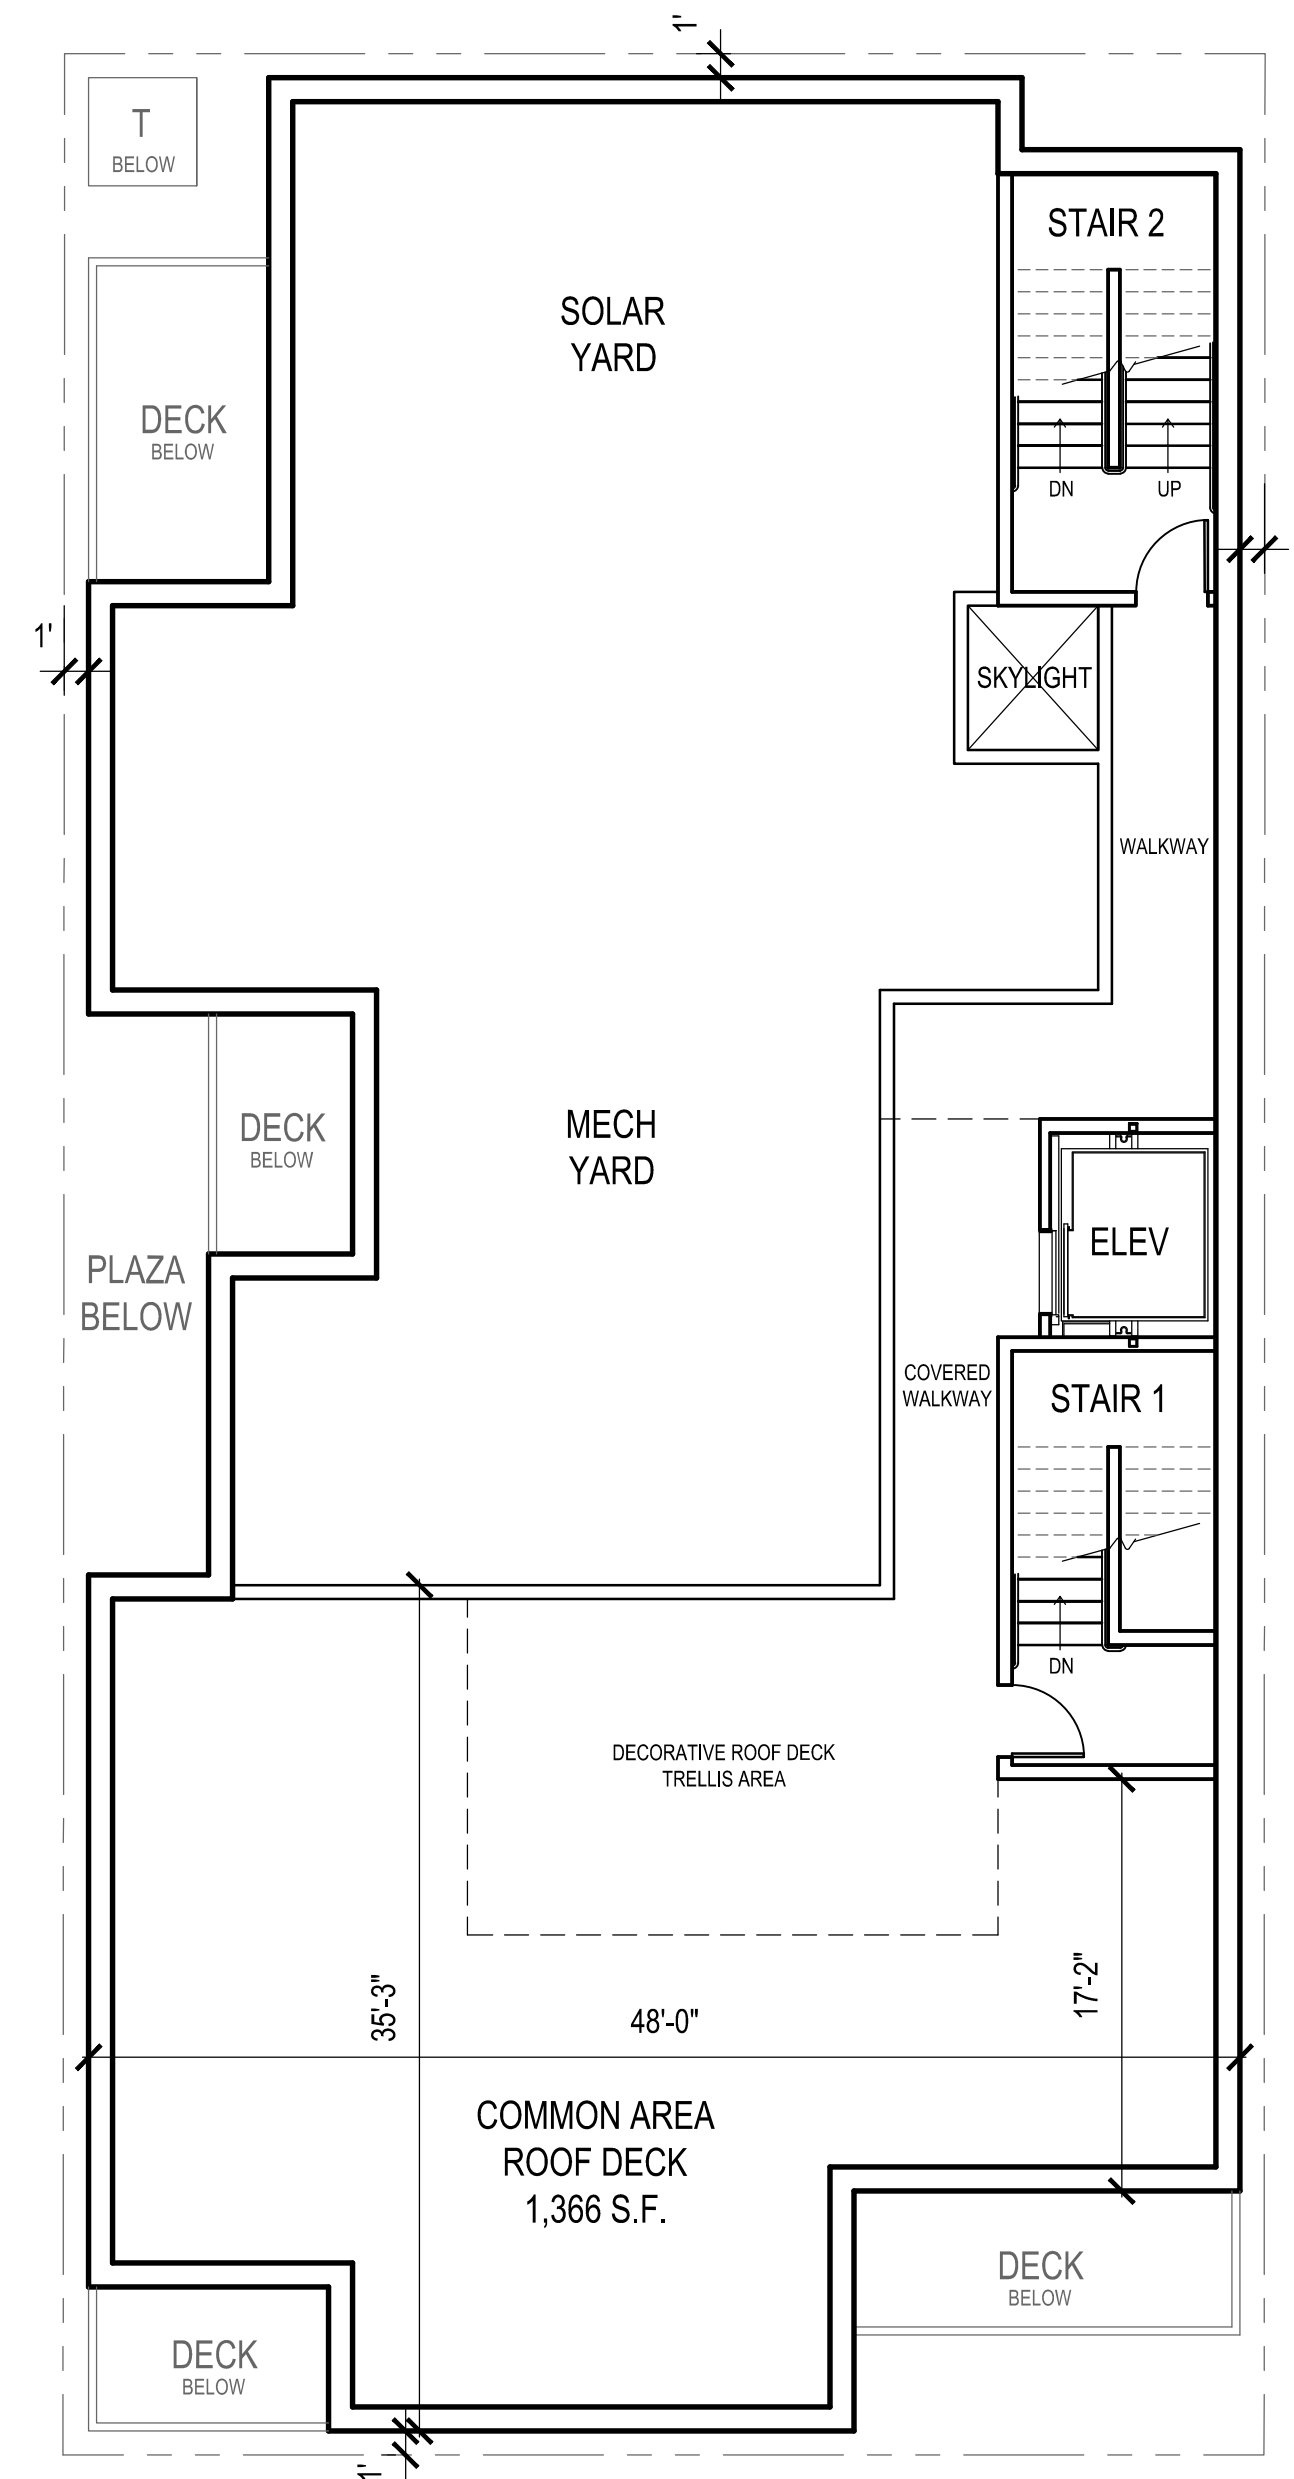 1'
T
BELOW
STAIR 2
SOLAR
YARD
DECK
BELOW
DN
UP
1'
SKYLIGHT
WALKWAY
MECH
YARD
DECK
BELOW
ELEV
PLAZA
BELOW
COVERED
WALKWAY
STAIR 1
DN
DECORATIVE ROOF DECK
TRELLIS AREA
35'-3"
48'-0"
17'-2"
COMMON AREA
ROOF DECK
1,366 S.F.
DECK
BELOW
DECK
BELOW
1'